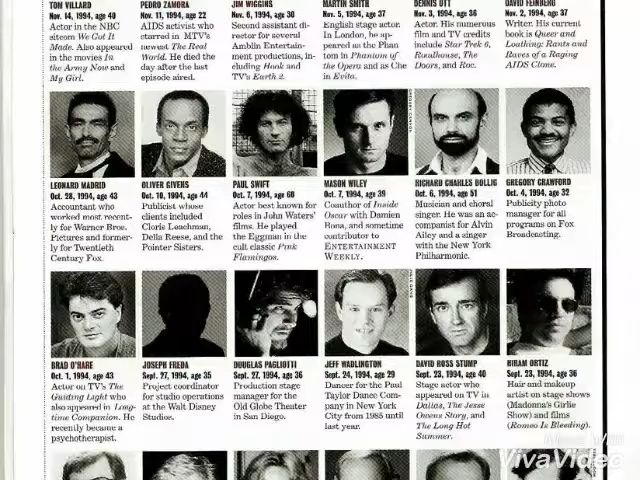 TOM VILLARD
Nov. 14, 1994, age 40
Actor in the NBC
sitcom We Got It
Made. Also appeared
in the movies In
the Army Now and
My Girl.
PEDRO ZAMORA
Nov. 11, 1994, age 22
AIDS activist who
starred in MTV's
newest The Real
World. He died the
day after the last
episode aired.
JIM WIGGINS
Nov. 6, 1994, age 30
Second assistant di-
rector for several
Amblin Entertain-
ment productions, in-
cluding Hook and
TV's Earth 2.
MARTIN SMITH
Nov. 5, 1994, age 37
English stage actor.
In London, he ap-
peared as the Phan-
tom in Phantom of
the Opera and as Che
in Evita.
DENNIS OTT
Nov. 3, 1994, age 36
Actor. His numerous
film and TV credits
include Star Trek 6,
Roadhouse, The
Doors, and Roc.
DAVID FEINBERG
Nov. 2, 1994, age 37
Writer. His current
book is Queer and
Loathing: Rants and
Raves of a Raging
AIDS Clone.
LEONARD MADRID
Oct. 28, 1994, age 43
Accountant who
worked most recent-
ly for Warner Bros.
Pictures and former-
ly for Twentieth
Century Fox.
OLIVER GIVENS
Oct. 10, 1994, age 44
Publicist whose
clients included
Cloris Leachman,
Della Reese, and the
Pointer Sisters.
PAUL SWIFT
Oct. 7, 1994, age 60
Actor best known for
roles in John Waters'
films. He played
the Eggman in the
cult classic Pink
Flamingos.
MASON WILEY
Oct. 7, 1994, age 39
Coauthor of Inside
Oscar with Damien
Bona, and sometime
contributor to
ENTERTAINMENT
WEEKLY.
RICHARD CHARLES DOLLIG
Oct. 6, 1994, age 51
Musician and choral
singer. He was an ac-
companist for Alvin
Ailey and a singer
with the New York
Philharmonic.
GREGORY CRAWFORD
Oct. 4, 1994, age 32
Publicity photo
manager for all
programs on Fox
Broadcasting.
BRAD O'HARE
Oct. 1, 1994, age 43
Actor on TV's The
Guiding Light who
also appeared in Long-
time Companion. He
recently became a
psychotherapist.
JOSEPH FREDA
Sept. 27, 1994, age 35
Project coordinator
for studio operations
at the Walt Disney
Studios.
DOUGLAS PAGLIOTTI
Sept. 27, 1994, age 36
Production stage
manager for the
Old Globe Theater
in San Diego.
JEFF WADLINGTON
Sept. 24, 1994, age 29
Dancer for the Paul
Taylor Dance Com-
pany in New York
City from 1985 until
last year.
DAVID ROSS STUMP
Sept. 23, 1994, age 40
Stage actor who
appeared on TV in
Dallas, The Jesse
Owens Story, and
The Long Hot
Summer.
HIRAM ORTIZ
Sept. 23, 1994, age 36
Hair and makeup
artist on stage shows
(Madonna's Girlie
Show) and films
(Romeo Is Bleeding).
VivaVideo